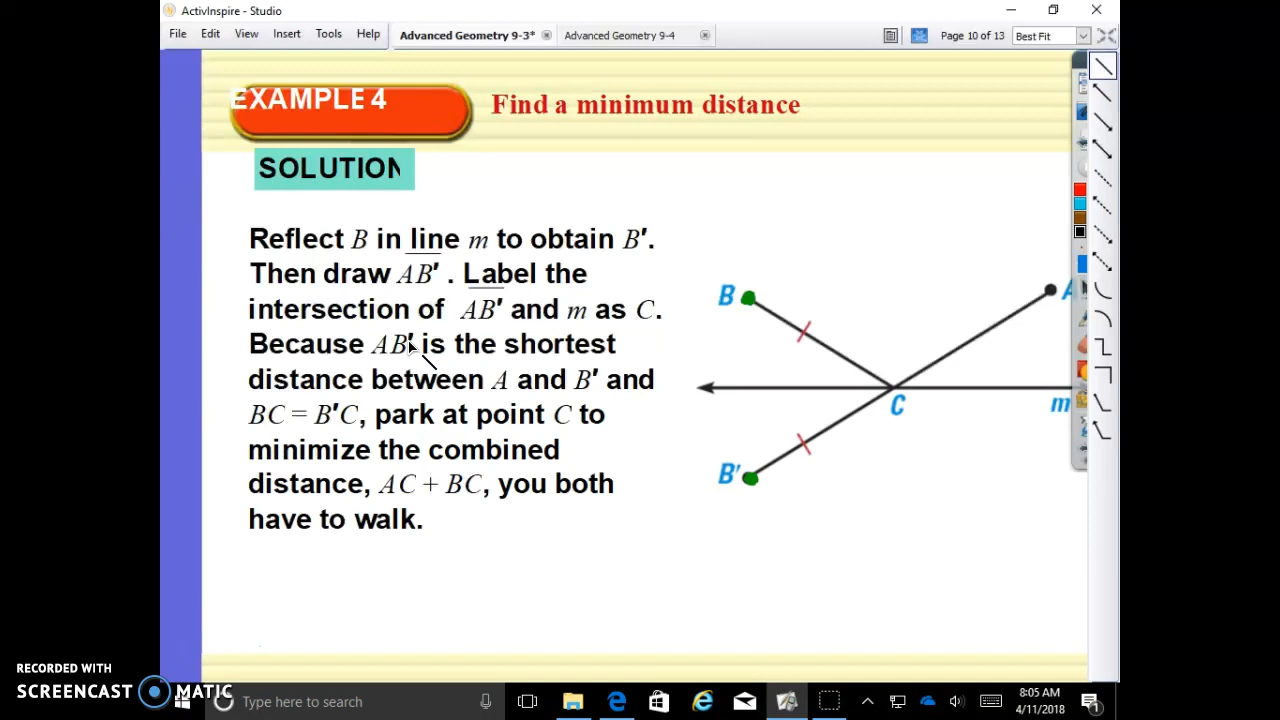 ActivInspire - Studio
File Edit View Insert Tools Help
Advanced Geometry 9-3* Advanced Geometry 9-4
Page 10 of 13 Best Fit
EXAMPLE 4
Find a minimum distance
SOLUTION
Reflect B in line m to obtain B′.
Then draw AB′ . Label the
intersection of AB′ and m as C.
Because AB′ is the shortest
distance between A and B′ and
BC = B′C, park at point C to
minimize the combined
distance, AC + BC, you both
have to walk.
B
A
C
m
B′
RECORDED WITH
SCREENCAST MATIC
Type here to search
8:05 AM
4/11/2018
1